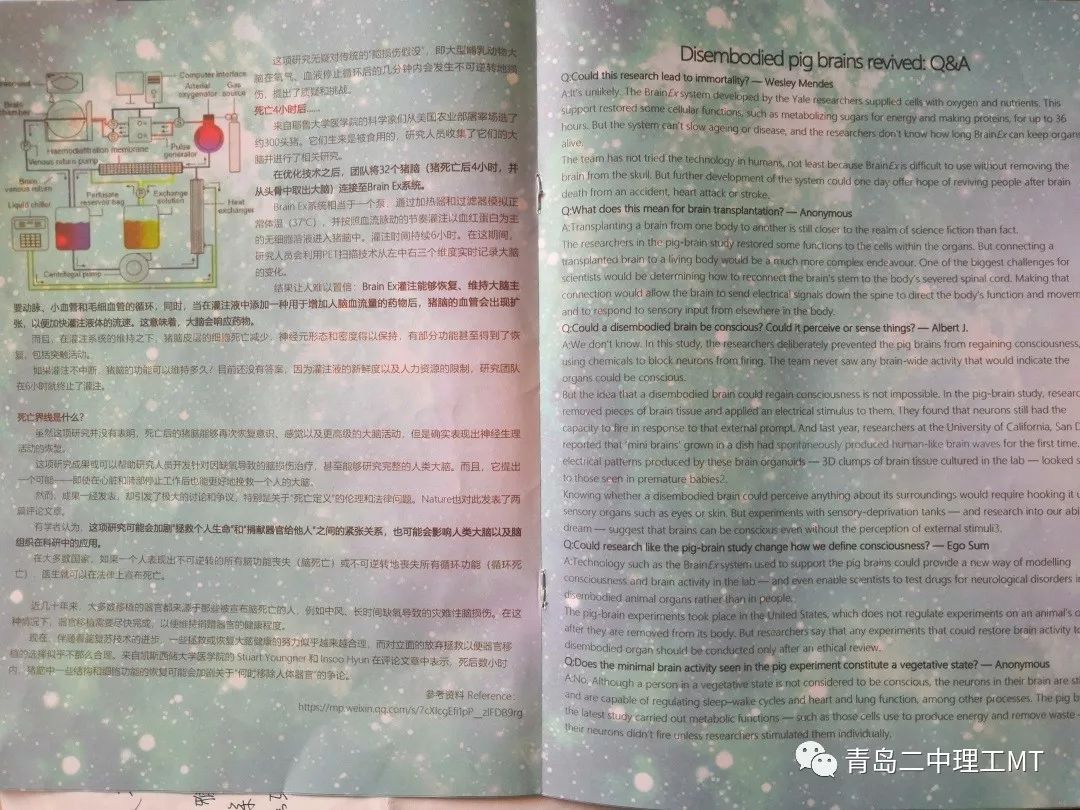 Computer interface
Arterial oxygenator
Gas source
Brain chamber
Haemodiafiltration membrane
Pulse generator
Venous return pump
Brain venous return
Perfusate reservoir bag
Exchange solution
Liquid chiller
Heat exchanger
Centrifugal pump
这项研究无疑对传统的“脑损伤假设”，即大型哺乳动物大
脑在氧气、血液停止循环后的几分钟内会发生不可逆转地损
伤，提出了质疑和挑战。
死亡4小时后……
来自耶鲁大学医学院的科学家们从美国农业部屠宰场选了
约300头猪。它们生来是被食用的，研究人员收集了它们的大
脑并进行了相关研究。
在优化技术之后，团队将32个猪脑（猪死亡后4小时，并
从头骨中取出大脑）连接至Brain Ex系统。
Brain Ex系统相当于一个泵，通过加热器和过滤器模拟正
常体温（37℃），并按照血流脉动的节奏灌注以血红蛋白为主
的无细胞溶液进入猪脑中。灌注时间持续6小时。在这期间，
研究人员会利用PET扫描技术从左中右三个维度实时记录大脑
的变化。
结果让人难以置信：Brain Ex灌注能够恢复、维持大脑主
要动脉、小血管和毛细血管的循环，同时，当在灌注液中添加一种用于增加人脑血流量的药物后，猪脑的血管会出现扩
张，以便加快灌注液体的流速。这意味着，大脑会响应药物。
而且，在灌注系统的维持之下，猪脑皮层的细胞死亡减少，神经元形态和密度得以保持，有部分功能甚至得到了恢
复，包括突触活动。
如果灌注不中断，猪脑的功能可以维持多久？目前还没有答案，因为灌注液的新鲜度以及人力资源的限制，研究团队
在6小时就终止了灌注。
死亡界线是什么？
虽然这项研究并没有表明，死亡后的猪脑能够再次恢复意识、感觉以及更高级的大脑活动，但是确实表现出神经生理
活动的恢复。
这项研究成果或可以帮助研究人员开发针对因缺氧导致的脑损伤治疗，甚至能够研究完整的人类大脑。而且，它提出
一个可能——即使在心脏和肺部停止工作后也能更好地挽救一个人的大脑。
然而，成果一经发表，却引发了极大的讨论和争议，特别是关于“死亡定义”的伦理和法律问题。Nature也对此发表了两
篇评论文章。
有学者认为，这项研究可能会加剧“拯救个人生命”和“捐献器官给他人”之间的紧张关系，也可能会影响人类大脑以及脑
组织在科研中的应用。
在大多数国家，如果一个人表现出不可逆转的所有脑功能丧失（脑死亡）或不可逆转地丧失所有循环功能（循环死
亡），医生就可以在法律上宣布死亡。
近几十年来，大多数移植的器官都来源于那些被宣布脑死亡的人，例如中风、长时间缺氧导致的灾难性脑损伤。在这
种情况下，器官移植需要尽快完成，以便维持捐赠器官的健康程度。
现在，伴随着脑复苏技术的进步，一些拯救或恢复大脑健康的努力似乎越来越合理，而对立面的放弃拯救以便器官移
植的选择似乎不那么合理。来自凯斯西储大学医学院的 Stuart Youngner 和 Insoo Hyun 在评论文章中表示，死后数小时
内，猪脑中一些结构和细胞功能的恢复可能会加剧关于“何时移除人体器官”的争论。
参考资料 Reference：
https://mp.weixin.qq.com/s/7cXlcgEfi1pP__zlFDB9rg
Disembodied pig brains revived: Q&A
Q:Could this research lead to immortality? — Wesley Mendes
A:It's unlikely. The BrainEx system developed by the Yale researchers supplied cells with oxygen and nutrients. This
support restored some cellular functions, such as metabolizing sugars for energy and making proteins, for up to 36
hours. But the system can't slow ageing or disease, and the researchers don't know how long BrainEx can keep organs
alive.
The team has not tried the technology in humans, not least because BrainEx is difficult to use without removing the
brain from the skull. But further development of the system could one day offer hope of reviving people after brain
death from an accident, heart attack or stroke.
Q:What does this mean for brain transplantation? — Anonymous
A:Transplanting a brain from one body to another is still closer to the realm of science fiction than fact.
The researchers in the pig-brain study restored some functions to the cells within the organs. But connecting a
transplanted brain to a living body would be a much more complex endeavour. One of the biggest challenges for
scientists would be determining how to reconnect the brain's stem to the body's severed spinal cord. Making that
connection would allow the brain to send electrical signals down the spine to direct the body's function and movem
and to respond to sensory input from elsewhere in the body.
Q:Could a disembodied brain be conscious? Could it perceive or sense things? — Albert J.
A:We don't know. In this study, the researchers deliberately prevented the pig brains from regaining consciousness,
using chemicals to block neurons from firing. The team never saw any brain-wide activity that would indicate the
organs could be conscious.
But the idea that a disembodied brain could regain consciousness is not impossible. In the pig-brain study, researc
removed pieces of brain tissue and applied an electrical stimulus to them. They found that neurons still had the
capacity to fire in response to that external prompt. And last year, researchers at the University of California, San D
reported that 'mini brains' grown in a dish had spontaneously produced human-like brain waves for the first time.
electrical patterns produced by these brain organoids — 3D clumps of brain tissue cultured in the lab — looked s
to those seen in premature babies2.
Knowing whether a disembodied brain could perceive anything about its surroundings would require hooking it u
sensory organs such as eyes or skin. But experiments with sensory-deprivation tanks — and research into our abi
dream — suggest that brains can be conscious even without the perception of external stimuli3.
Q:Could research like the pig-brain study change how we define consciousness? — Ego Sum
A:Technology such as the BrainEx system used to support the pig brains could provide a new way of modelling
consciousness and brain activity in the lab — and even enable scientists to test drugs for neurological disorders in
disembodied animal organs rather than in people.
The pig-brain experiments took place in the United States, which does not regulate experiments on an animal's o
after they are removed from its body. But researchers say that any experiments that could restore brain activity to
disembodied organ should be conducted only after an ethical review.
Q:Does the minimal brain activity seen in the pig experiment constitute a vegetative state? — Anonymous
A:No. Although a person in a vegetative state is not considered to be conscious, the neurons in their brain are sti
and are capable of regulating sleep–wake cycles and heart and lung function, among other processes. The pig b
the latest study carried out metabolic functions — such as those cells use to produce energy and remove waste
their neurons didn't fire unless researchers stimulated them individually.
青岛二中理工MT